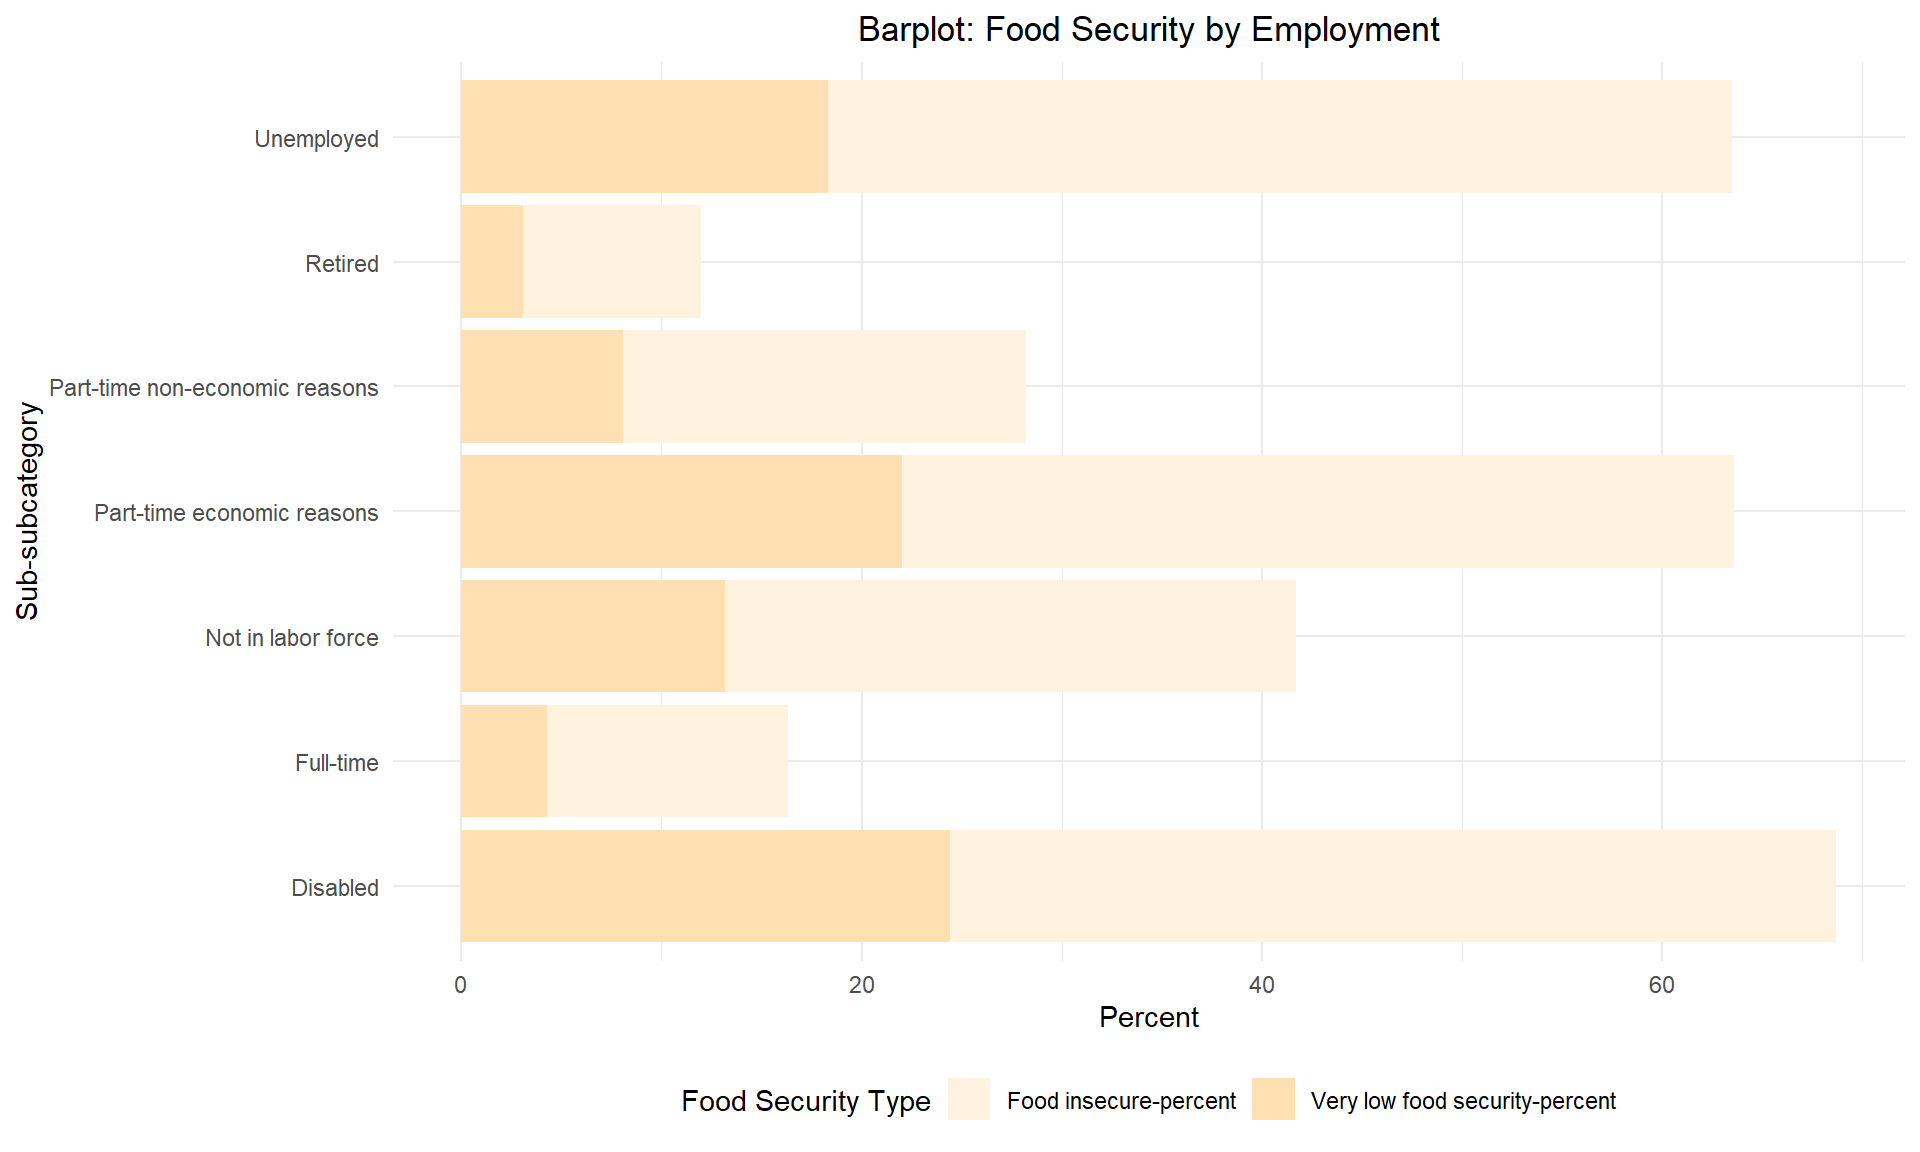 Barplot: Food Security by Employment
Sub-subcategory
Unemployed
Retired
Part-time non-economic reasons
Part-time economic reasons
Not in labor force
Full-time
Disabled
0 20 40 60
Percent
Food Security Type Food insecure-percent Very low food security-percent